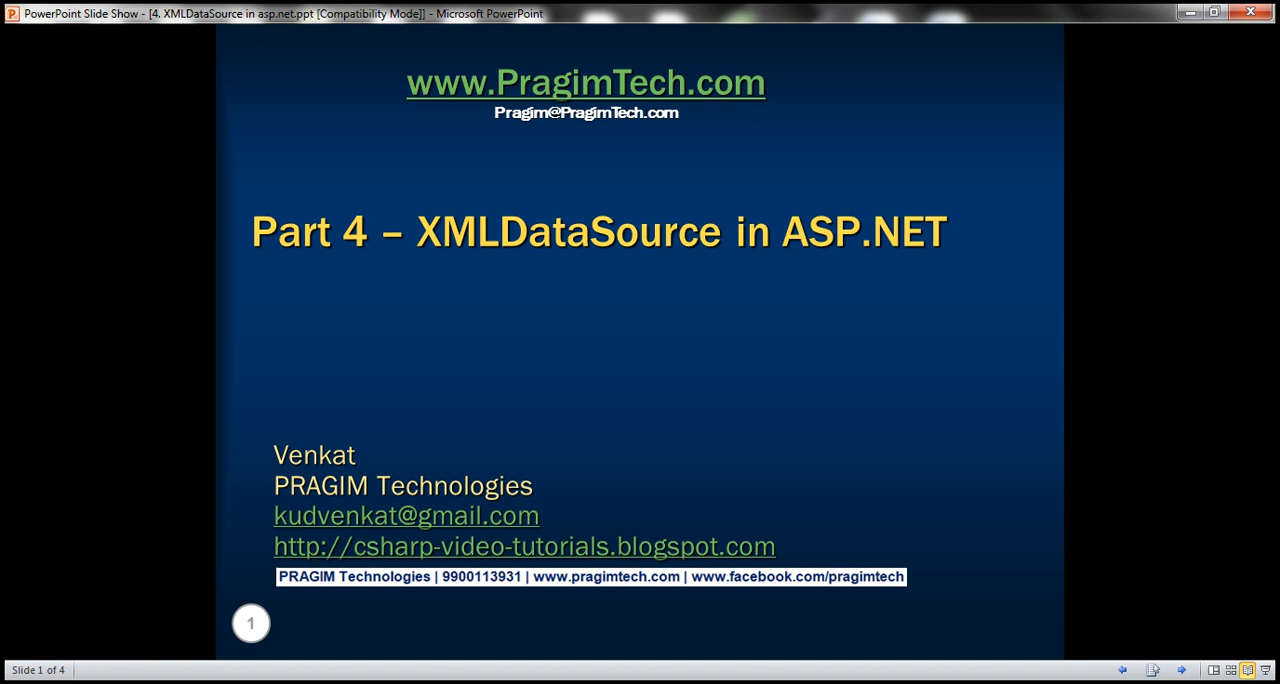 PowerPoint Slide Show - [4. XMLDataSource in asp.net.ppt [Compatibility Mode]] - Microsoft PowerPoint
www.PragimTech.com
Pragim@PragimTech.com
Part 4 – XMLDataSource in ASP.NET
Venkat
PRAGIM Technologies
kudvenkat@gmail.com
http://csharp-video-tutorials.blogspot.com
PRAGIM Technologies | 9900113931 | www.pragimtech.com | www.facebook.com/pragimtech
1
Slide 1 of 4